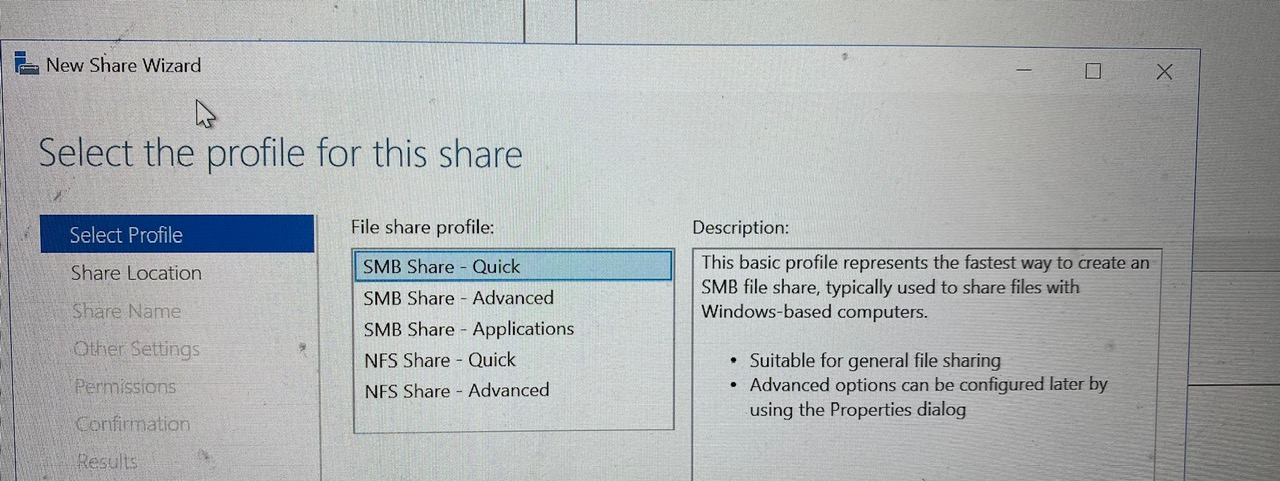 New Share Wizard
Select the profile for this share
Select Profile
Share Location
Share Name
Other Settings
Permissions
Confirmation
Results
File share profile:
SMB Share - Quick
SMB Share - Advanced
SMB Share - Applications
NFS Share - Quick
NFS Share - Advanced
Description:
This basic profile represents the fastest way to create an
SMB file share, typically used to share files with
Windows-based computers.
• Suitable for general file sharing
• Advanced options can be configured later by
using the Properties dialog